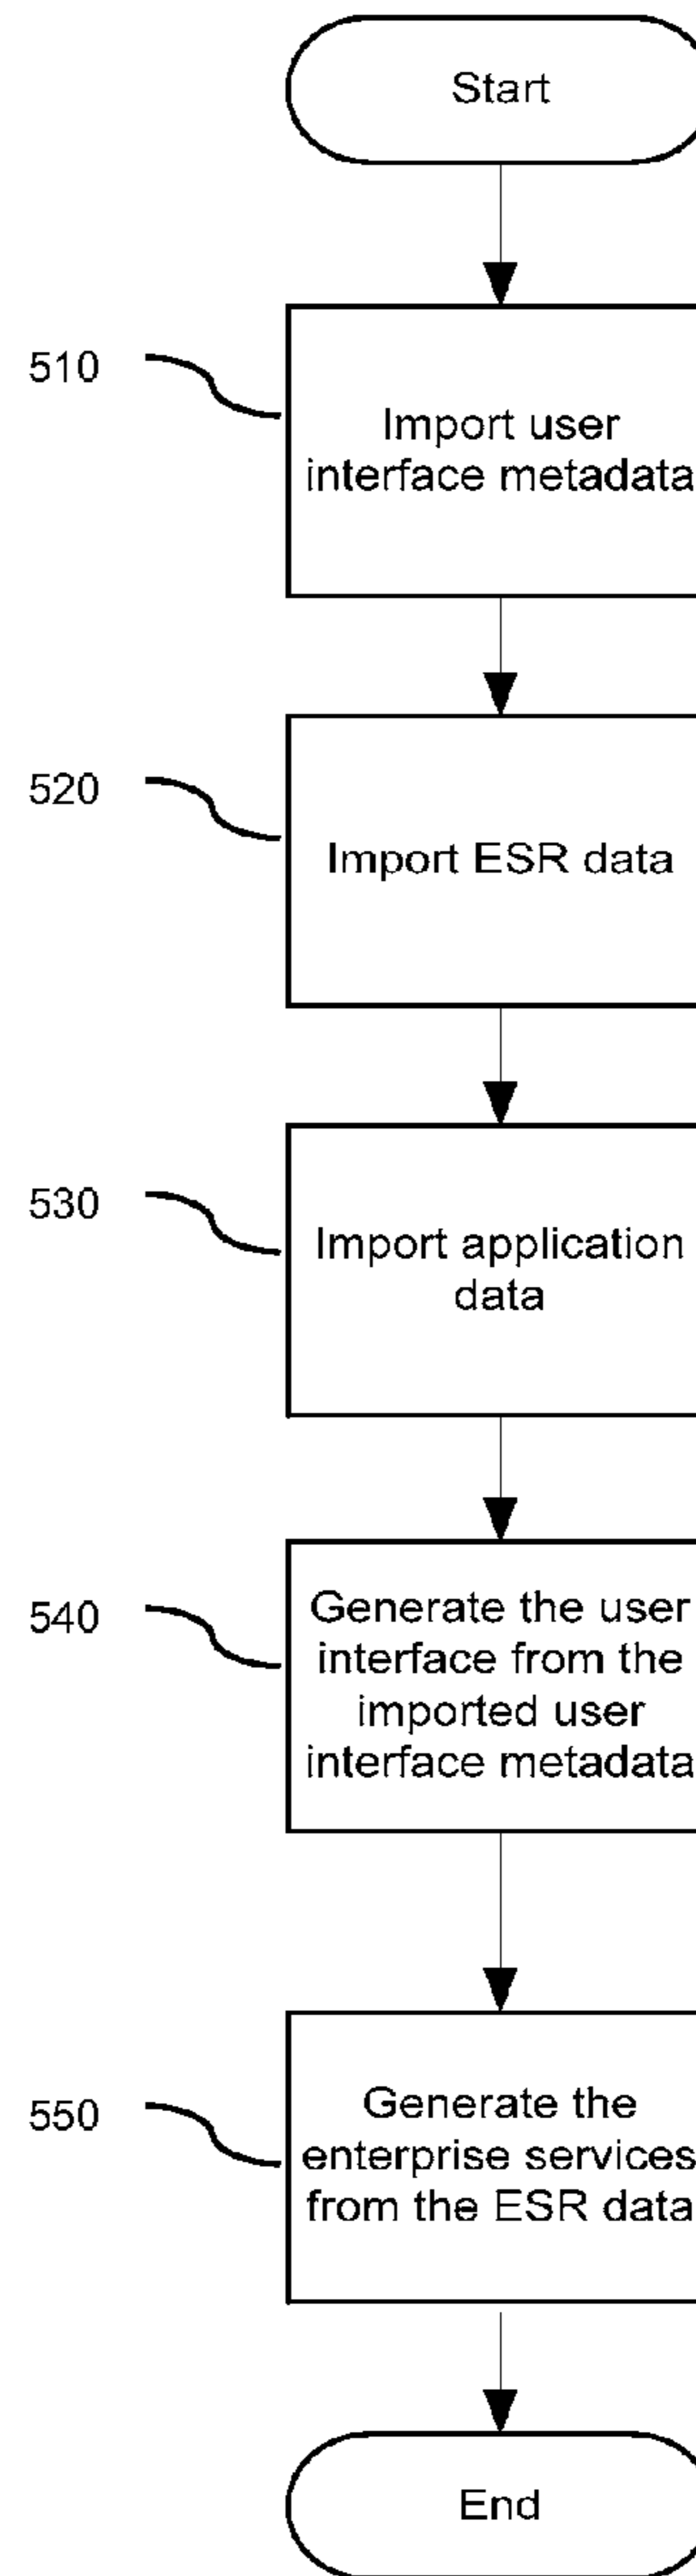 Start
510
Import user
interface metadata
520
Import ESR data
530
Import application
data
540
Generate the user
interface from the
imported user
interface metadata
550
Generate the
enterprise services
from the ESR data
End